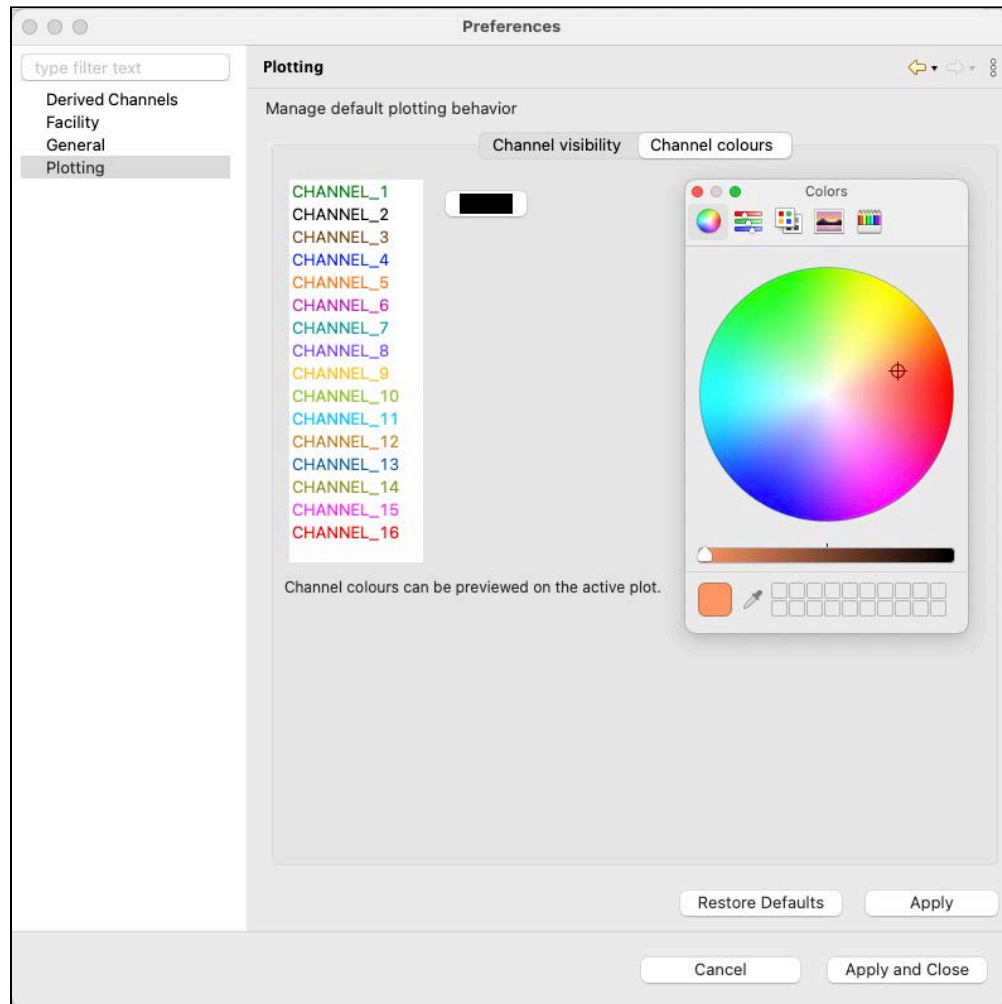 Preferences
type filter text
Derived Channels
Facility
General
Plotting
Plotting
Manage default plotting behavior
Channel visibility
Channel colours
CHANNEL_1
CHANNEL_2
CHANNEL_3
CHANNEL_4
CHANNEL_5
CHANNEL_6
CHANNEL_7
CHANNEL_8
CHANNEL_9
CHANNEL_10
CHANNEL_11
CHANNEL_12
CHANNEL_13
CHANNEL_14
CHANNEL_15
CHANNEL_16
Channel colours can be previewed on the active plot.
Colors
Restore Defaults
Apply
Cancel
Apply and Close